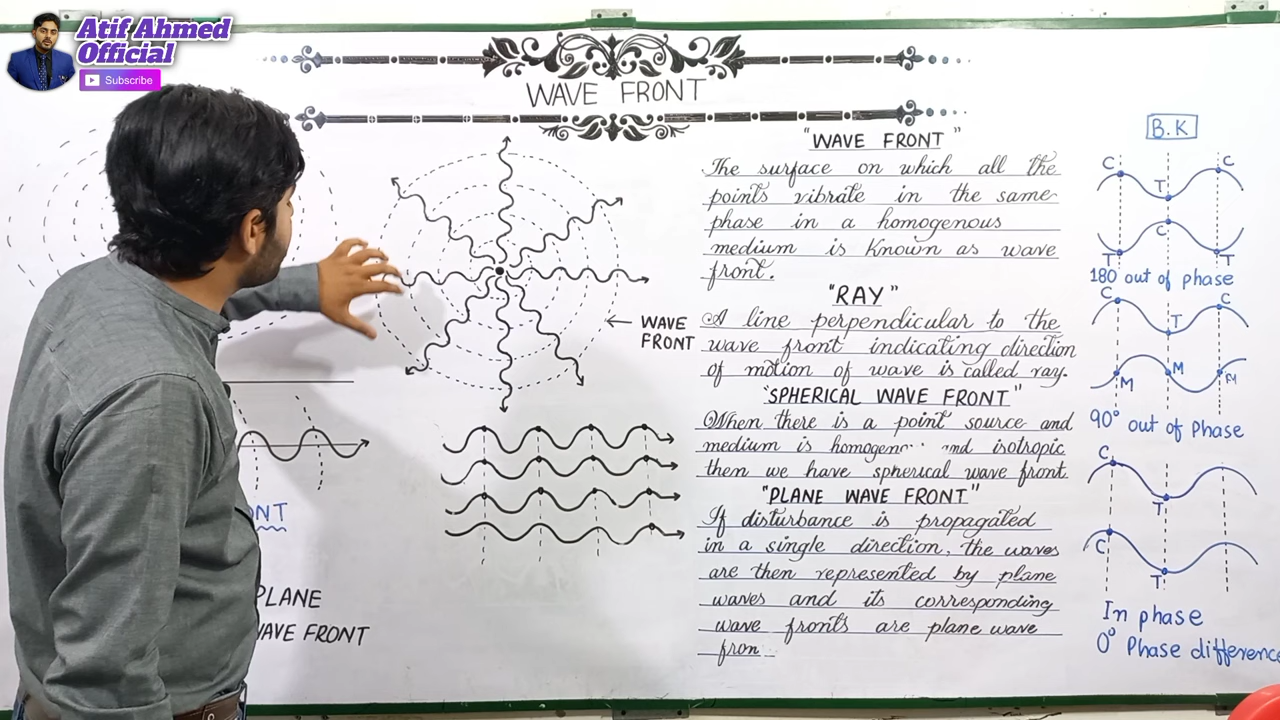 Atif Ahmed
Official
Subscribe
WAVE FRONT
"WAVE FRONT"
The surface on which all the
points vibrate in the same
phase in a homogenous
medium is Known as wave
front.
"RAY"
A line perpendicular to the
wave front indicating direction
of motion of wave is called ray.
"SPHERICAL WAVE FRONT"
When there is a point source and
medium is homogen and isotropic
then we have spherical wave front.
"PLANE WAVE FRONT"
If disturbance is propagated
in a single direction, the waves
are then represented by plane
waves and its corresponding
wave fronts are plane wave
fron
← WAVE
FRONT
ONT
PLANE
WAVE FRONT
B.K
C C
T
C
T T
180 out of phase
C C
T
M M M
90° out of Phase
C
T
C
T
In phase
0° Phase difference